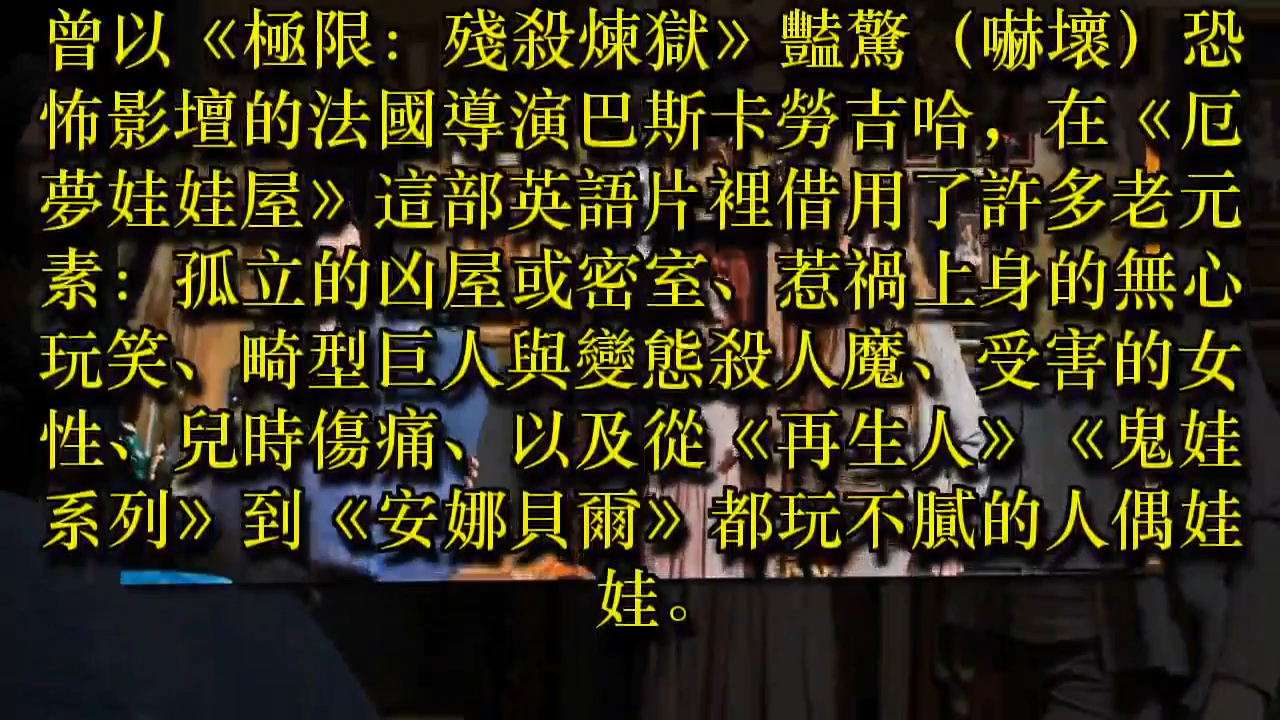 曾以《極限：殘殺煉獄》豔驚（嚇壞）恐
怖影壇的法國導演巴斯卡勞吉哈，在《厄
夢娃娃屋》這部英語片裡借用了許多老元
素：孤立的凶屋或密室、惹禍上身的無心
玩笑、畸型巨人與變態殺人魔、受害的女
性、兒時傷痛、以及從《再生人》《鬼娃
系列》到《安娜貝爾》都玩不膩的人偶娃
娃。